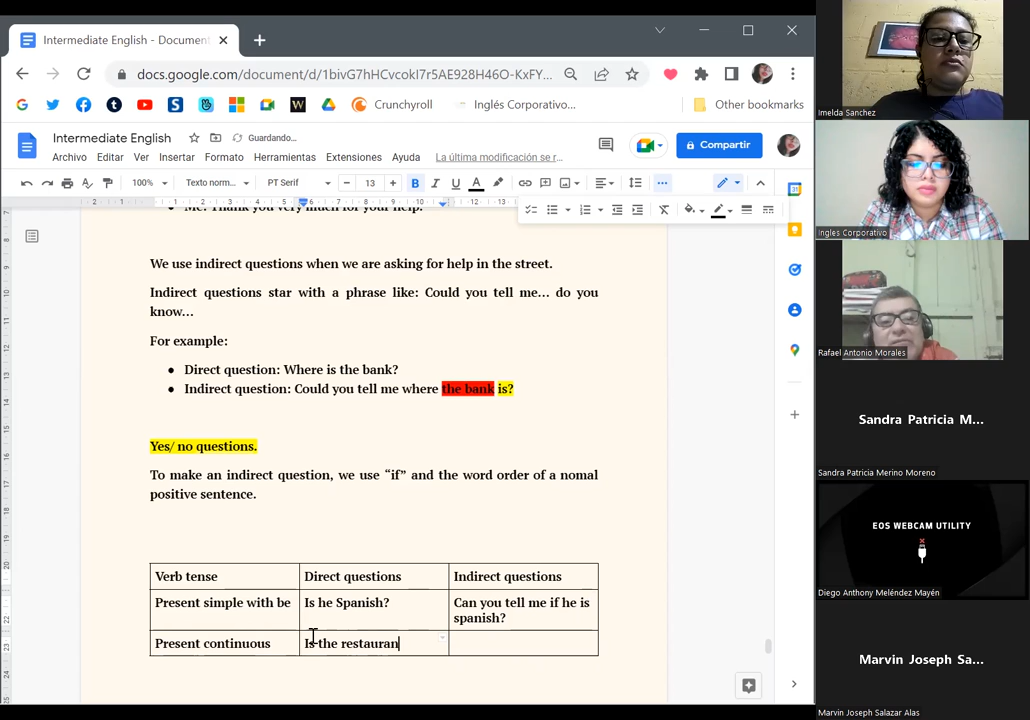 Intermediate English - Document
docs.google.com/document/d/1bivG7hHCvcokI7r5AE928H46O-KxFY...
Crunchyroll
Inglés Corporativo...
Other bookmarks
Intermediate English
Guardando...
Archivo Editar Ver Insertar Formato Herramientas Extensiones Ayuda La última modificación se r...
Compartir
100% Texto norm... PT Serif 13
We use indirect questions when we are asking for help in the street.
Indirect questions star with a phrase like: Could you tell me... do you
know...
For example:
Direct question: Where is the bank?
Indirect question: Could you tell me where the bank is?
Yes/ no questions.
To make an indirect question, we use “if” and the word order of a nomal
positive sentence.
Verb tense Direct questions Indirect questions
Present simple with be Is he Spanish? Can you tell me if he is
spanish?
Present continuous Is the restauran
Imelda Sanchez
Ingles Corporativo
Rafael Antonio Morales
Sandra Patricia M...
Sandra Patricia Merino Moreno
EOS WEBCAM UTILITY
Diego Anthony Meléndez Mayén
Marvin Joseph Sa...
Marvin Joseph Salazar Alas